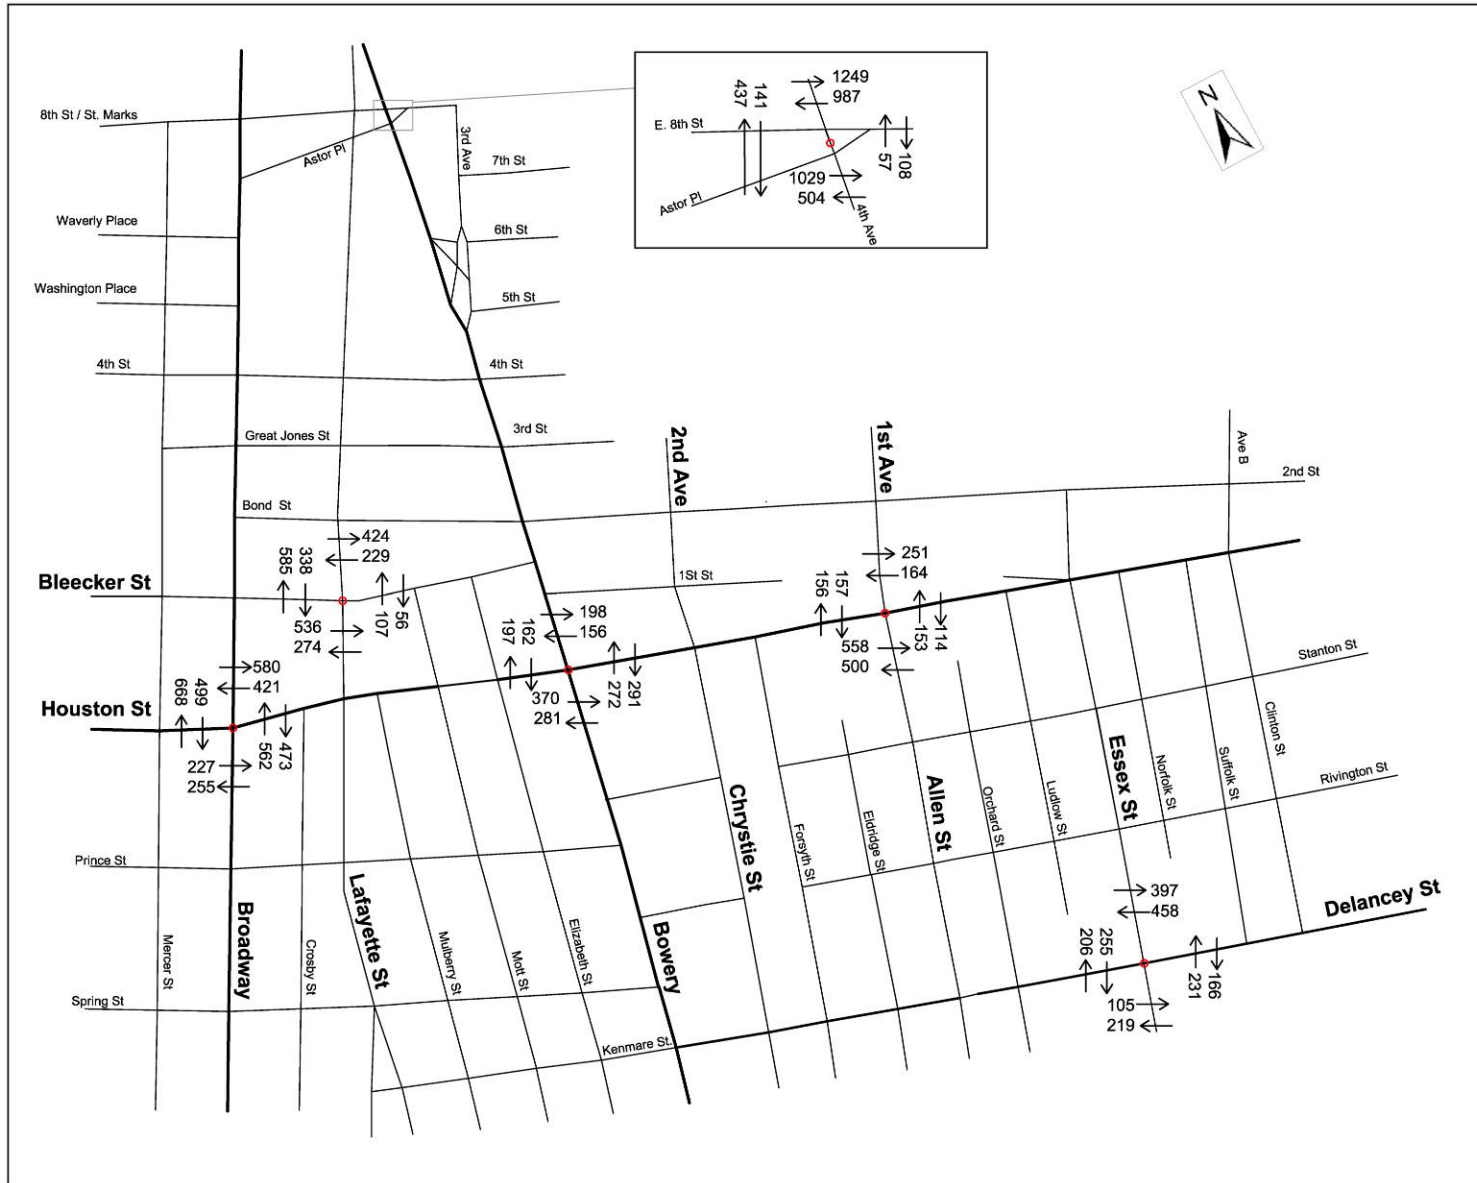 8th St / St. Marks
Astor Pl
3rd Ave
7th St
Waverly Place
6th St
Washington Place
5th St
4th St
4th St
Great Jones St
3rd St
Bond St
1249
987
437
141
E. 8th St
57
108
1029
504
Astor Pl
4th Ave
N
2nd Ave
1st Ave
Ave B
2nd St
1St St
Bleecker St
424
229
585
338
107
56
536
274
Houston St
580
421
668
499
562
473
227
255
198
156
197
162
272
291
370
281
251
164
156
157
153
114
558
500
Stanton St
Rivington St
Prince St
Spring St
Kenmare St.
Mercer St
Broadway
Crosby St
Lafayette St
Mulberry St
Mott St
Elizabeth St
Bowery
Chrystie St
Forsyth St
Eldridge St
Allen St
Orchard St
Ludlow St
Essex St
Norfolk St
Suffolk St
Clinton St
Delancey St
397
458
206
255
231
166
105
219